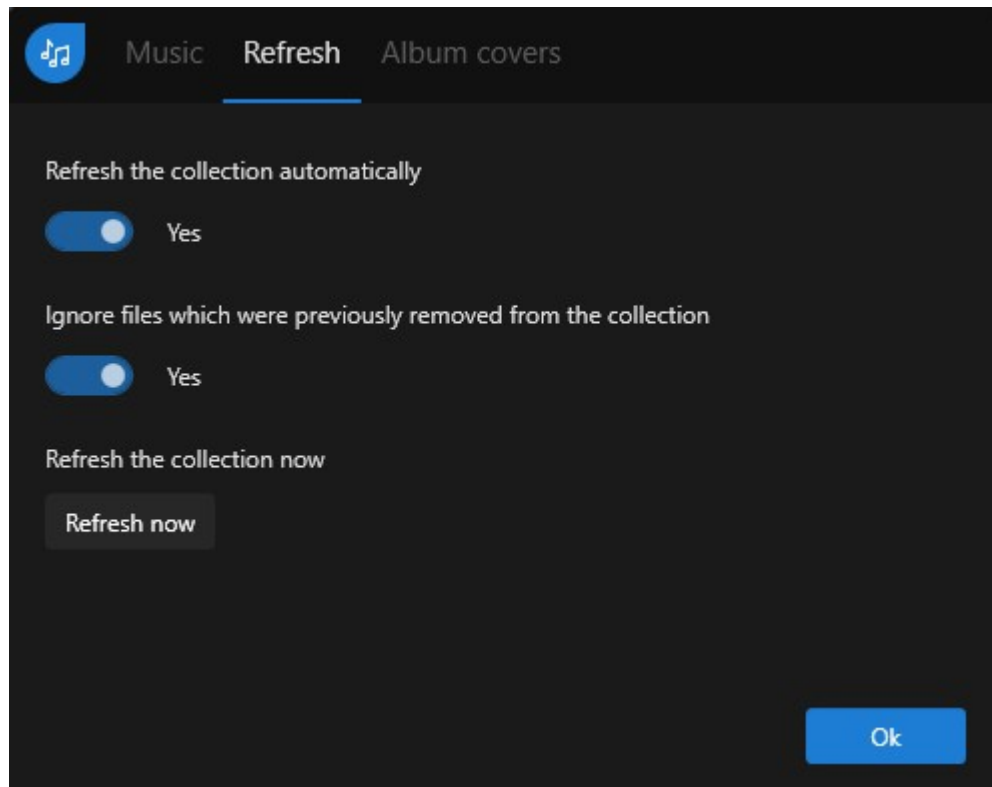 Music Refresh Album covers
Refresh the collection automatically
Yes
Ignore files which were previously removed from the collection
Yes
Refresh the collection now
Refresh now
Ok